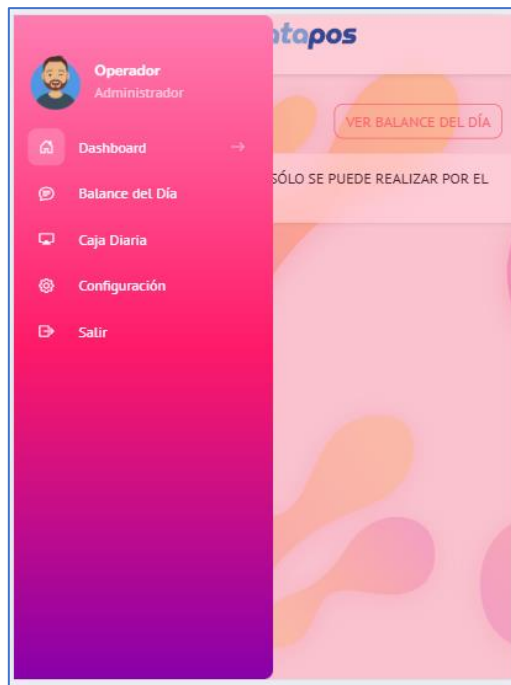 ntapos
Operador
Administrador
VER BALANCE DEL DÍA
Dashboard
SÓLO SE PUEDE REALIZAR POR EL
Balance del Día
Caja Diaria
Configuración
Salir